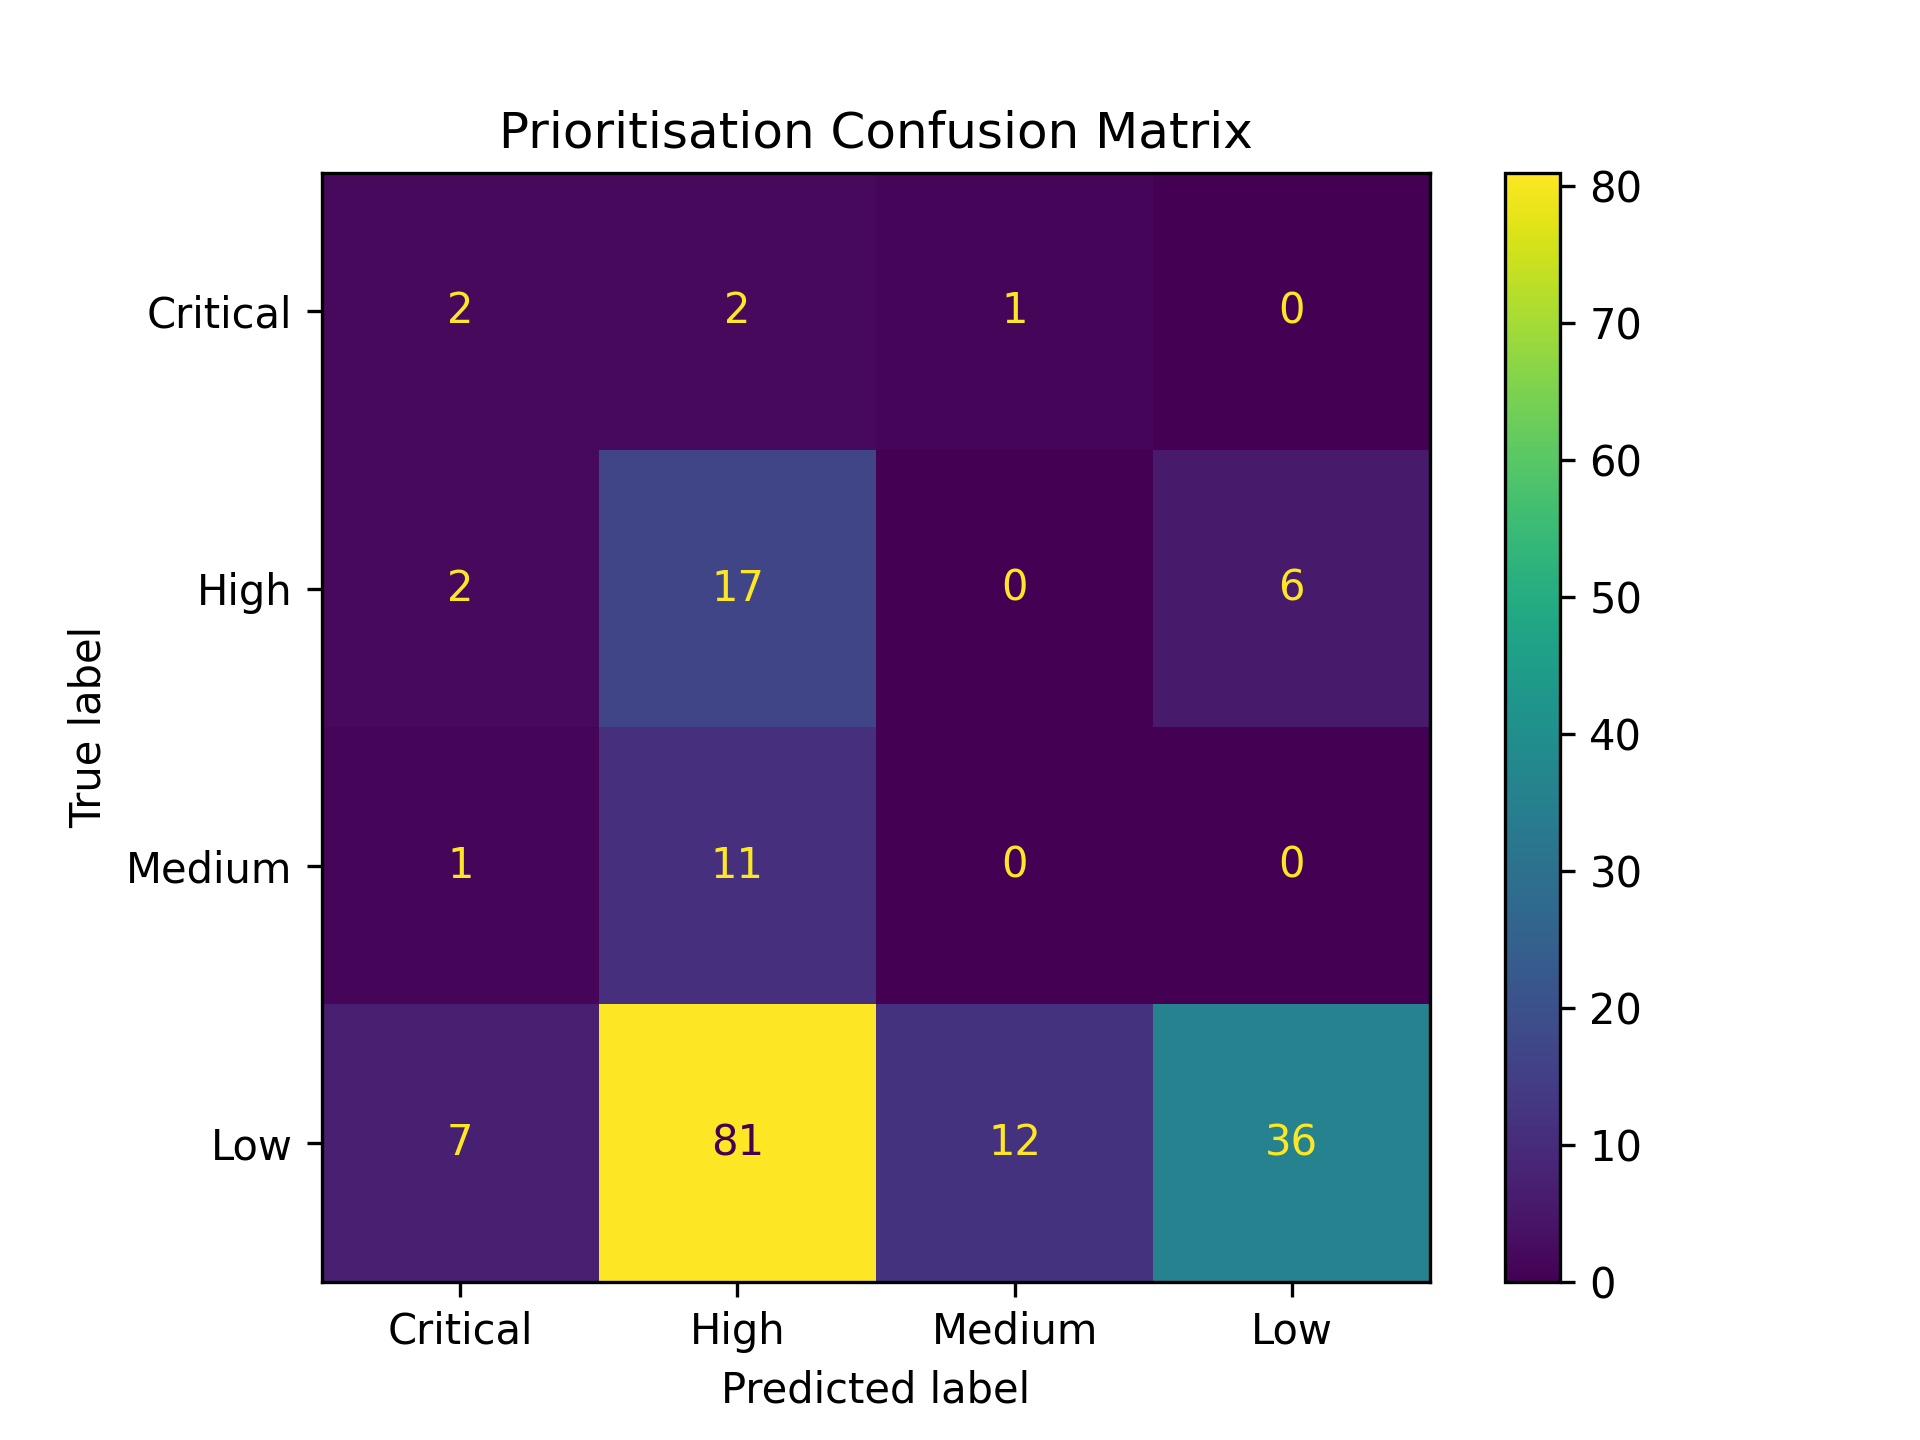 Prioritisation Confusion Matrix
Critical 2 2 1 0
High 2 17 0 6
Medium 1 11 0 0
Low 7 81 12 36
Critical High Medium Low
Predicted label
True label
80
70
60
50
40
30
20
10
0